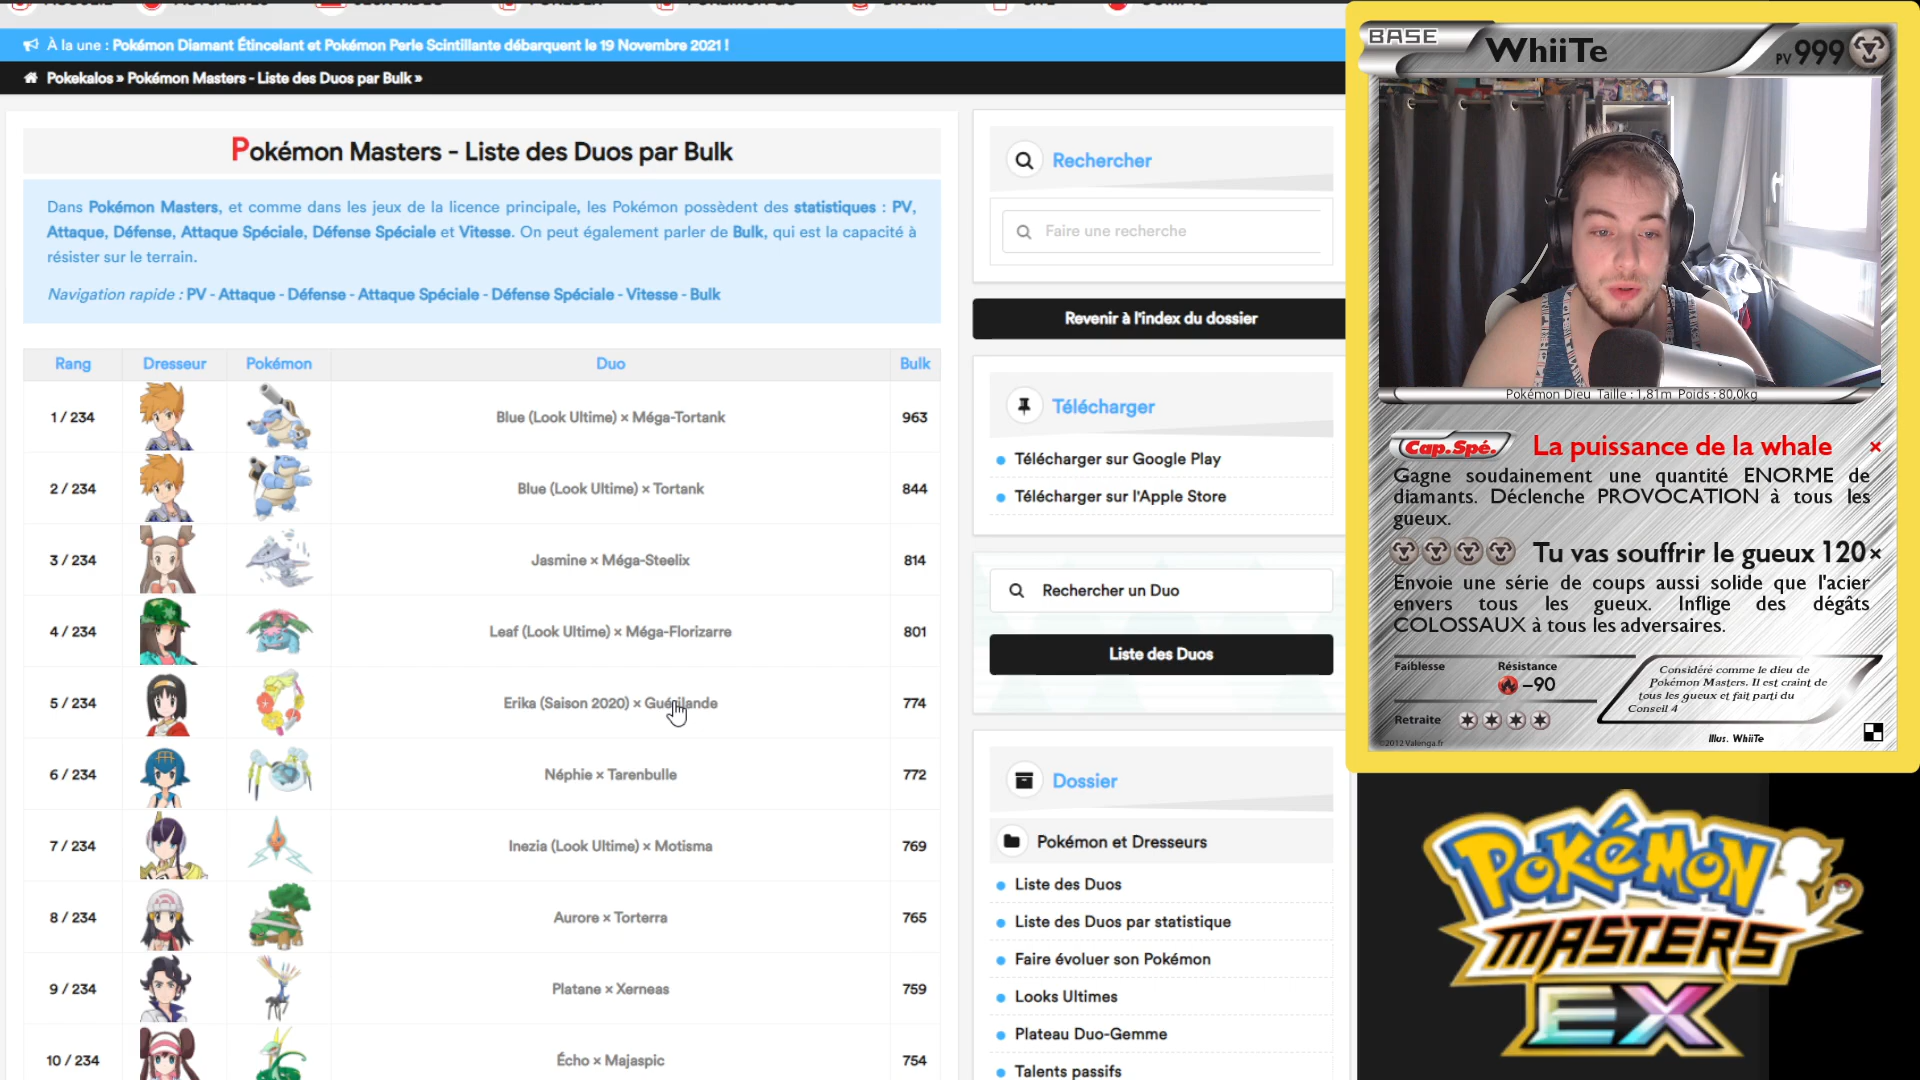 À la une : Pokémon Diamant Étincelant et Pokémon Perle Scintillante débarquent le 19 Novembre 2021 !
Pokekalos » Pokémon Masters - Liste des Duos par Bulk »
Pokémon Masters - Liste des Duos par Bulk
Dans Pokémon Masters, et comme dans les jeux de la licence principale, les Pokémon possèdent des statistiques : PV,
Attaque, Défense, Attaque Spéciale, Défense Spéciale et Vitesse. On peut également parler de Bulk, qui est la capacité à
résister sur le terrain.
Navigation rapide : PV - Attaque - Défense - Attaque Spéciale - Défense Spéciale - Vitesse - Bulk
Rang Dresseur Pokémon Duo Bulk
1 / 234 Blue (Look Ultime) × Méga-Tortank 963
2 / 234 Blue (Look Ultime) × Tortank 844
3 / 234 Jasmine × Méga-Steelix 814
4 / 234 Leaf (Look Ultime) × Méga-Florizarre 801
5 / 234 Erika (Saison 2020) × Guérilande 774
6 / 234 Néphie × Tarenbulle 772
7 / 234 Inezia (Look Ultime) × Motisma 769
8 / 234 Aurore × Torterra 765
9 / 234 Platane × Xerneas 759
10 / 234 Écho × Majaspic 754
Rechercher
Faire une recherche
Revenir à l'index du dossier
Télécharger
Télécharger sur Google Play
Télécharger sur l'Apple Store
Rechercher un Duo
Liste des Duos
Dossier
Pokémon et Dresseurs
Liste des Duos
Liste des Duos par statistique
Faire évoluer son Pokémon
Looks Ultimes
Plateau Duo-Gemme
Talents passifs
BASE WhiiTe PV 999
Pokémon Dieu Taille : 1,81m Poids : 80,0kg
Cap.Spé. La puissance de la whale ×
Gagne soudainement une quantité ENORME de
diamants. Déclenche PROVOCATION à tous les
gueux.
Tu vas souffrir le gueux 120×
Envoie une série de coups aussi solide que l'acier
envers tous les gueux. Inflige des dégâts
COLOSSAUX à tous les adversaires.
Faiblesse Résistance
-90
Retraite
Considéré comme le dieu de
Pokémon Masters. Il est craint de
tous les gueux et fait parti du
Conseil 4
Illus. WhiiTe
©2012 Valenga.fr
POKÉMON
MASTERS
EX